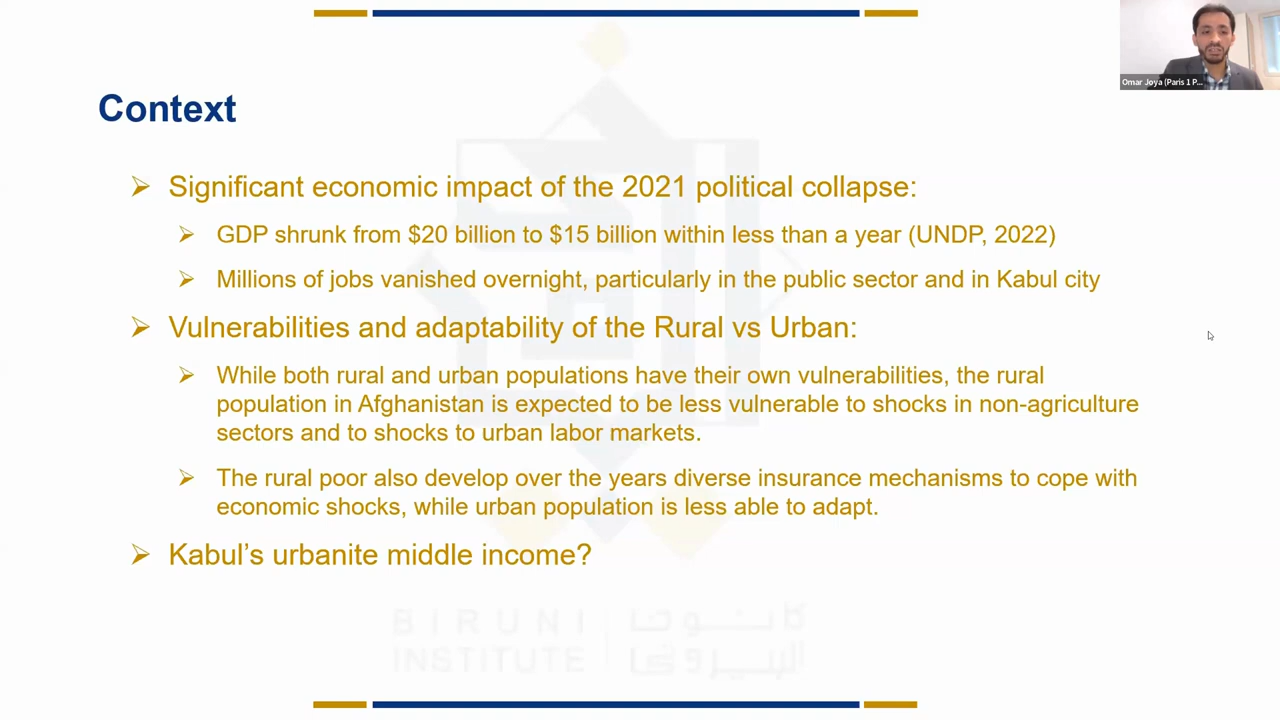 Omar Joya (Paris 1 P...
Context
Significant economic impact of the 2021 political collapse:
GDP shrunk from $20 billion to $15 billion within less than a year (UNDP, 2022)
Millions of jobs vanished overnight, particularly in the public sector and in Kabul city
Vulnerabilities and adaptability of the Rural vs Urban:
While both rural and urban populations have their own vulnerabilities, the rural
population in Afghanistan is expected to be less vulnerable to shocks in non-agriculture
sectors and to shocks to urban labor markets.
The rural poor also develop over the years diverse insurance mechanisms to cope with
economic shocks, while urban population is less able to adapt.
Kabul’s urbanite middle income?
BIRUNI
INSTITUTE